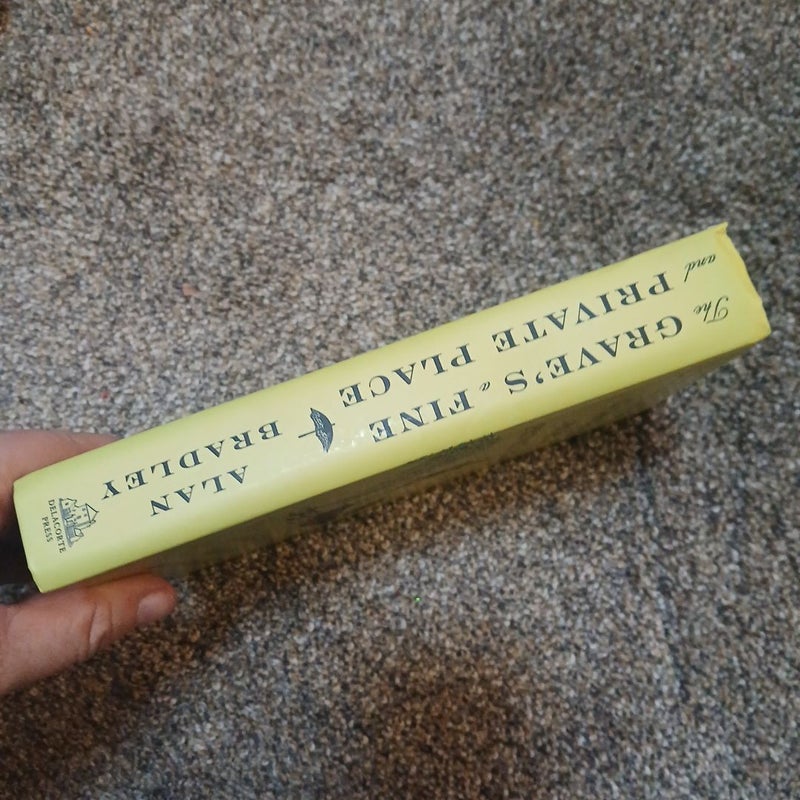 The GRAVE'S a FINE
and PRIVATE PLACE
ALAN
BRADLEY
DELACORTE
PRESS